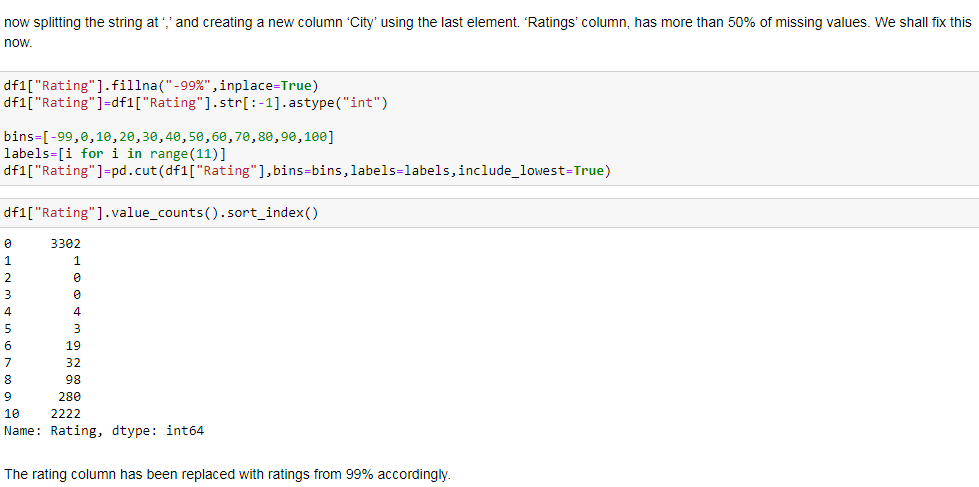 now splitting the string at ‘,’ and creating a new column ‘City’ using the last element. ‘Ratings’ column, has more than 50% of missing values. We shall fix this
now.
df1["Rating"].fillna("-99%",inplace=True)
df1["Rating"]=df1["Rating"].str[:-1].astype("int")
bins=[-99,0,10,20,30,40,50,60,70,80,90,100]
labels=[i for i in range(11)]
df1["Rating"]=pd.cut(df1["Rating"],bins=bins,labels=labels,include_lowest=True)
df1["Rating"].value_counts().sort_index()
0 3302
1 1
2 0
3 0
4 4
5 3
6 19
7 32
8 98
9 280
10 2222
Name: Rating, dtype: int64
The rating column has been replaced with ratings from 99% accordingly.